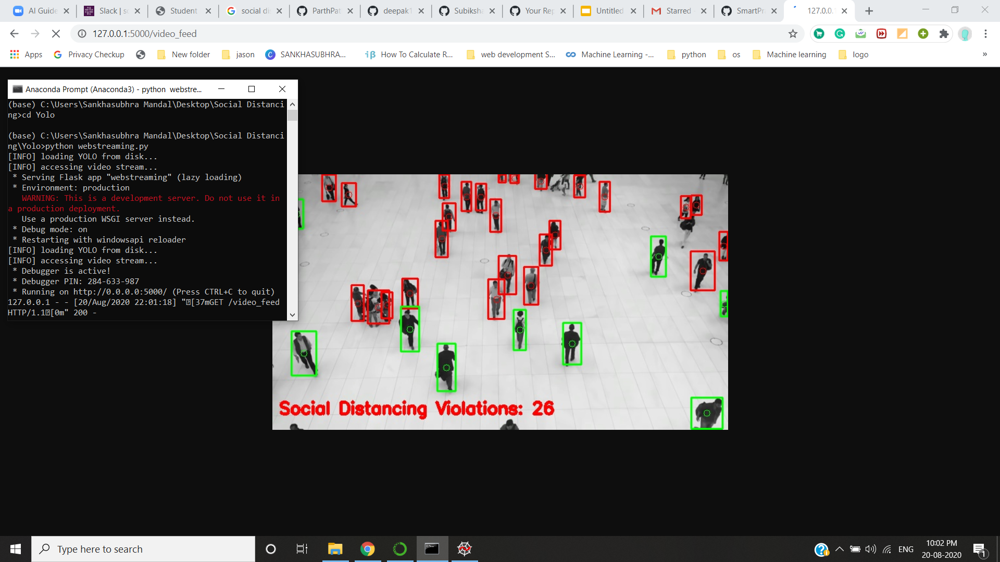 AI Guide
Slack | sc
Student
social di
ParthPat
deepak1
Subiksha
Your Rep
Untitled
Starred
SmartPr
127.0.0.
127.0.0.1:5000/video_feed
Apps
Privacy Checkup
New folder
jason
SANKHASUBHRA...
How To Calculate R...
web development S...
Machine Learning -...
python
os
Machine learning
logo
»
Anaconda Prompt (Anaconda3) - python webstre...
(base) C:\Users\Sankhasubhra Mandal\Desktop\Social Distanci
ng>cd Yolo
(base) C:\Users\Sankhasubhra Mandal\Desktop\Social Distanci
ng\Yolo>python webstreaming.py
[INFO] loading YOLO from disk...
[INFO] accessing video stream...
* Serving Flask app "webstreaming" (lazy loading)
* Environment: production
WARNING: This is a development server. Do not use it in
a production deployment.
Use a production WSGI server instead.
* Debug mode: on
* Restarting with windowsapi reloader
[INFO] loading YOLO from disk...
[INFO] accessing video stream...
* Debugger is active!
* Debugger PIN: 284-633-987
* Running on http://0.0.0.0:5000/ (Press CTRL+C to quit)
127.0.0.1 - - [20/Aug/2020 22:01:18] "[37mGET /video_feed
HTTP/1.1[0m" 200 -
Social Distancing Violations: 26
Type here to search
ENG
10:02 PM
20-08-2020
1